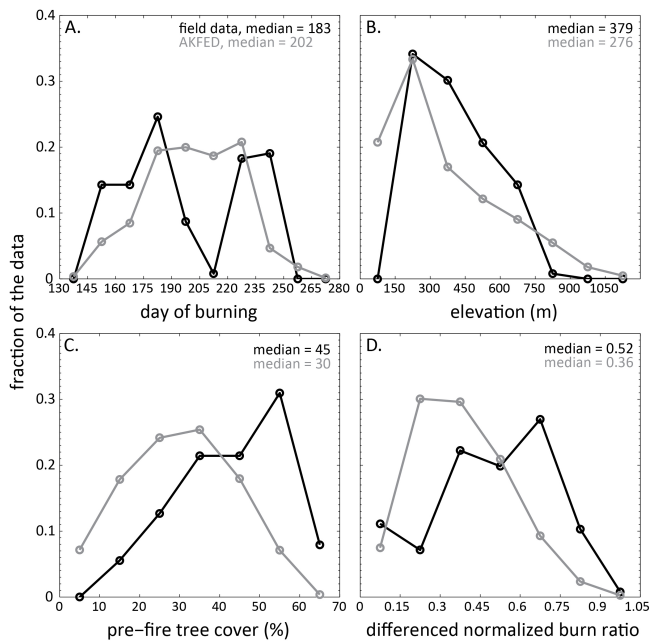 A.
field data, median = 183
AKFED, median = 202
0.4
0.3
0.2
0.1
0
130 145 160 175 190 205 220 235 250 265 280
day of burning
B.
median = 379
median = 276
0 150 300 450 600 750 900 1050
elevation (m)
fraction of the data
C.
median = 45
median = 30
0.4
0.3
0.2
0.1
0
0 10 20 30 40 50 60 70
pre−fire tree cover (%)
D.
median = 0.52
median = 0.36
0 0.15 0.3 0.45 0.6 0.75 0.9 1.05
differenced normalized burn ratio